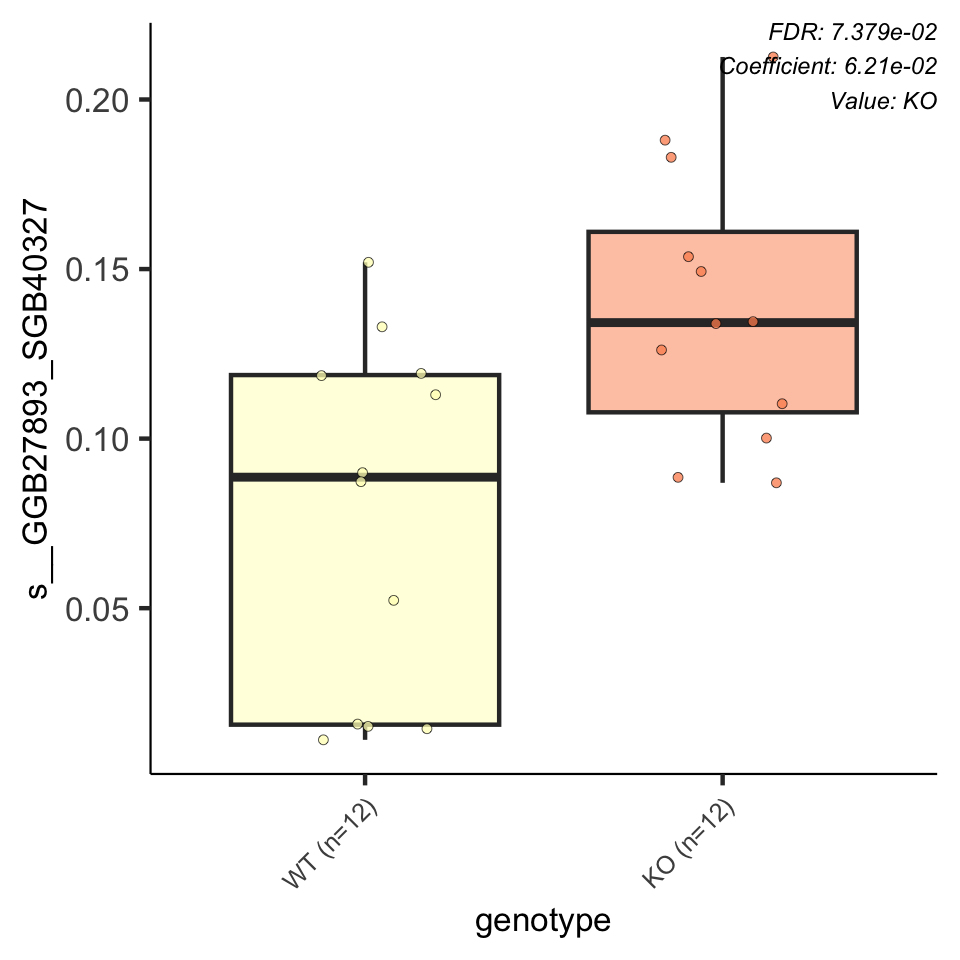 FDR: 7.379e-02
Coefficient: 6.21e-02
Value: KO
0.20
0.15
0.10
0.05
s__GGB27893_SGB40327
WT (n=12)
KO (n=12)
genotype